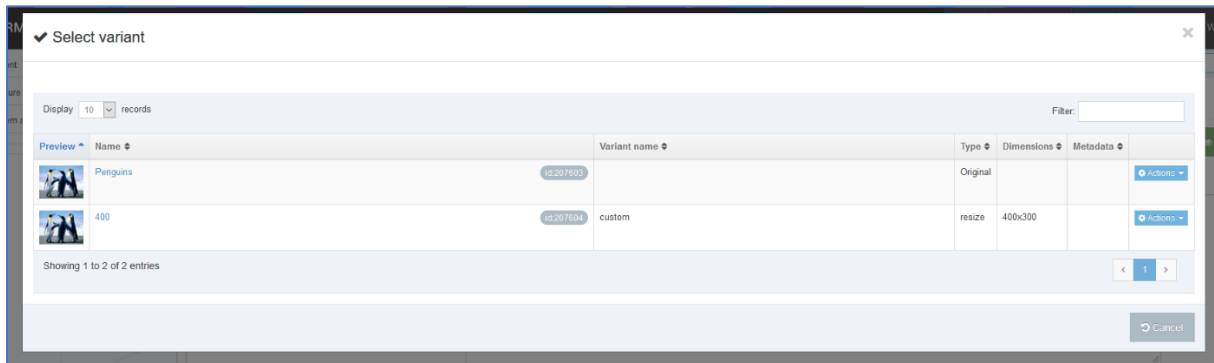 Select variant
×
Display 10 records
Filter:
Preview Name Variant name Type Dimensions Metadata
Penguins id:207603 Original Actions
400 id:207604 custom resize 400x300 Actions
Showing 1 to 2 of 2 entries
< 1 >
Cancel